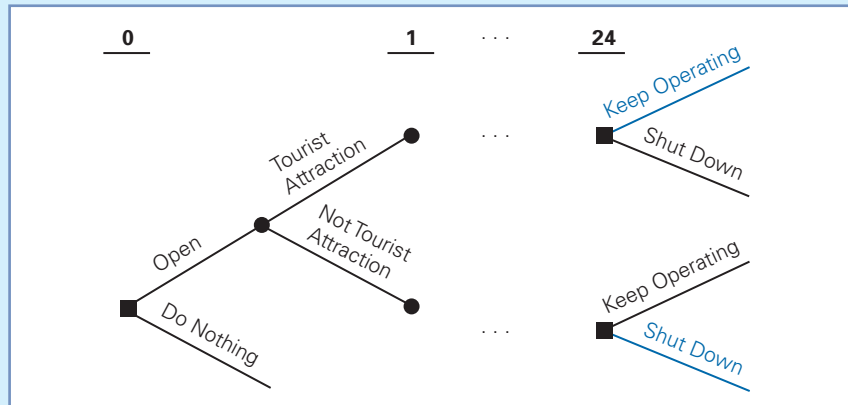 0 1 . . . 24
Keep Operating
. . .
Shut Down
Tourist
Attraction
Not Tourist
Attraction
Open
Do Nothing
Keep Operating
. . .
Shut Down